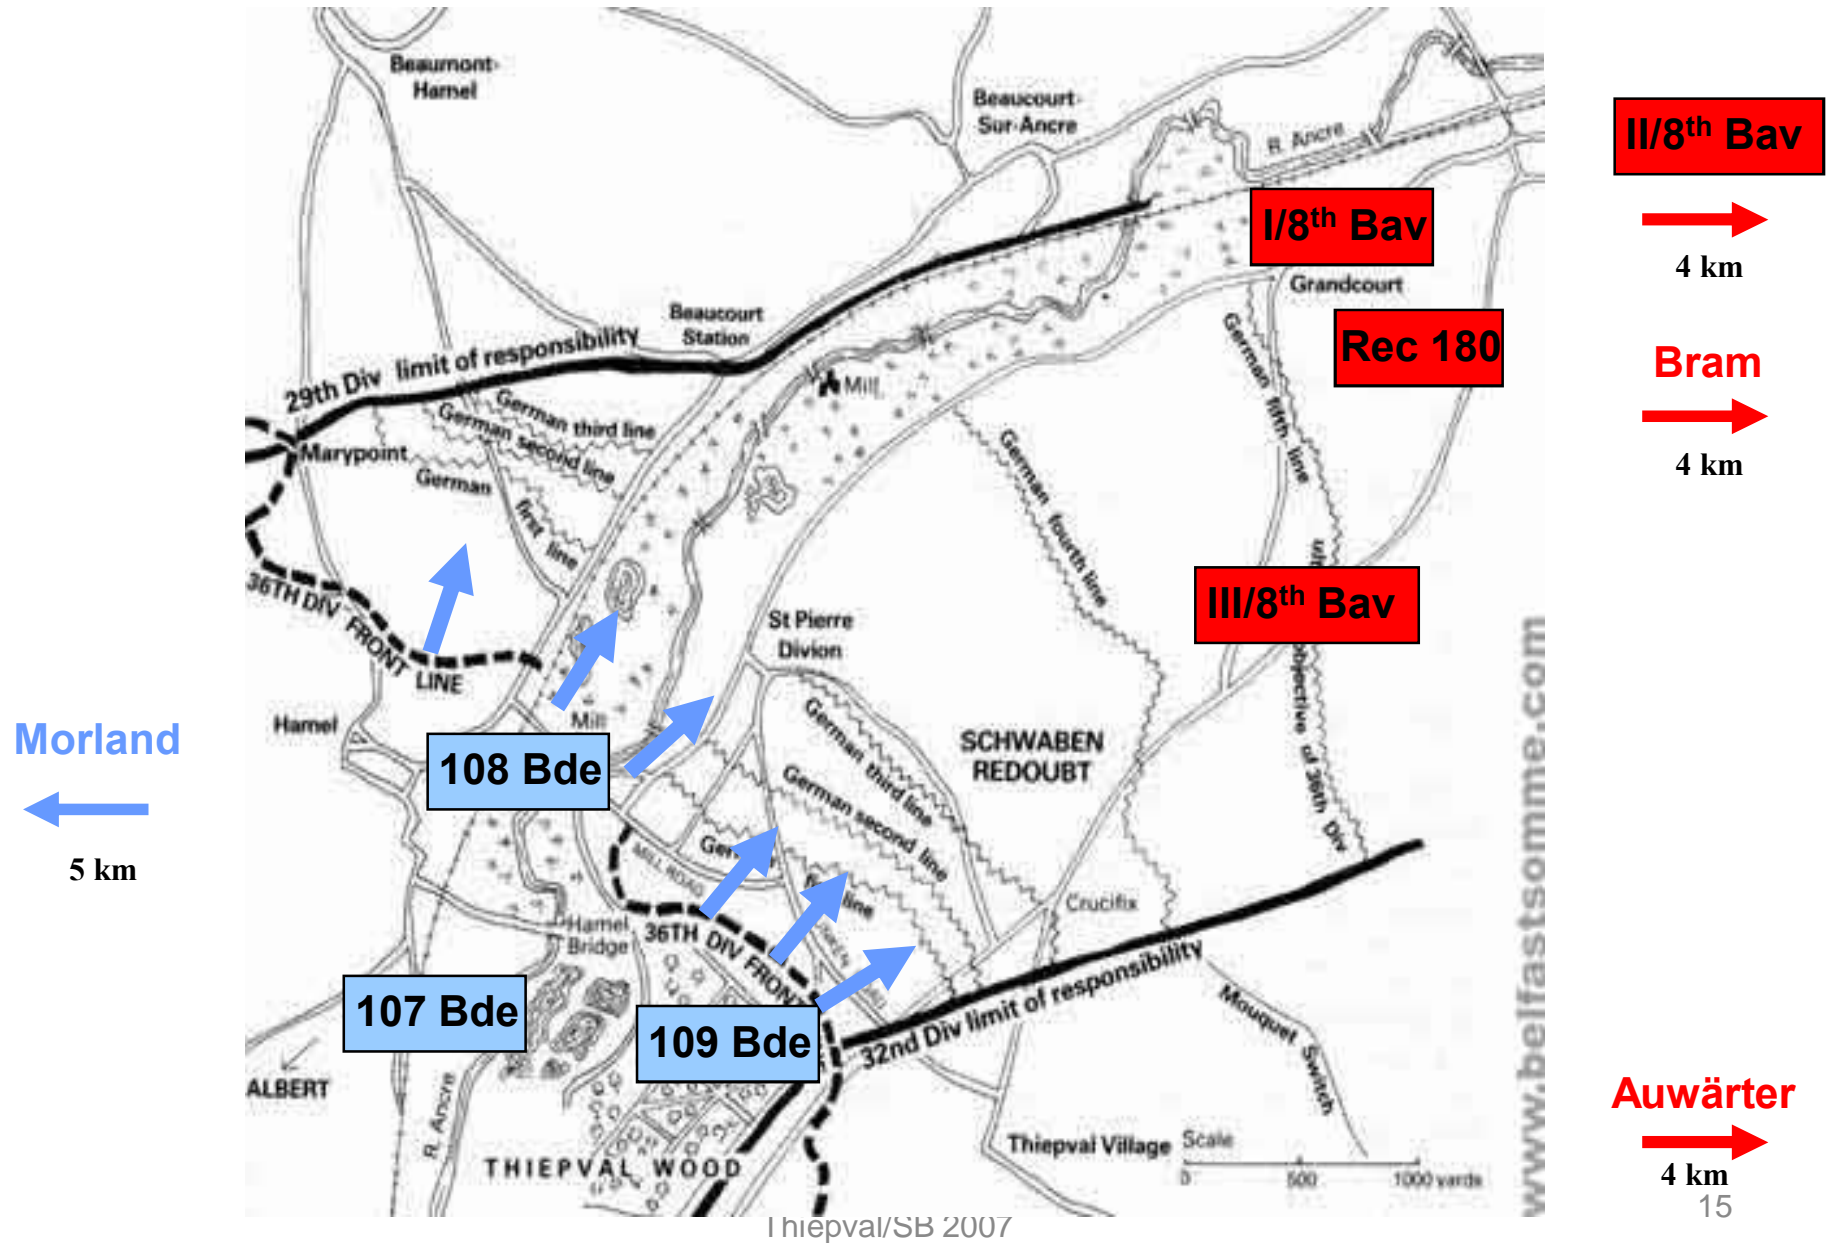 Beaumont-
Hamel
Beaucourt-
Sur-Ancre
R. Ancre
II/8th Bav
4 km
I/8th Bav
Grandcourt
Rec 180
Bram
4 km
Beaucourt
Station
29th Div limit of responsibility
Mill
German third line
German second line
Marypoint
German first line
German fifth line
German fourth line
36TH DIV FRONT LINE
III/8th Bav
objective of 36th Div
St Pierre
Divion
Hamel
Mill
Morland
5 km
108 Bde
SCHWABEN
REDOUBT
German third line
German second line
German first line
MILL ROAD
Crucifix
Hamel
Bridge
36TH DIV FRONT
32nd Div limit of responsibility
Mouquet Switch
107 Bde
109 Bde
ALBERT
R. Ancre
THIEPVAL WOOD
Thiepval Village
Scale
0 500 1000 yards
www.belfastsomme.com
Auwärter
4 km
15
Thiepval/SB 2007